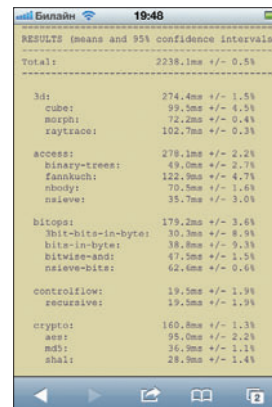 Билайн 19:48
RESULTS (means and 95% confidence intervals
Total: 2238.1ms +/- 0.5%
3d: 274.4ms +/- 1.5%
cube: 99.5ms +/- 4.5%
morph: 72.2ms +/- 0.4%
raytrace: 102.7ms +/- 0.3%
access: 278.1ms +/- 2.2%
binary-trees: 49.0ms +/- 2.7%
fannkuch: 122.9ms +/- 4.7%
nbody: 70.5ms +/- 1.6%
nsieve: 35.7ms +/- 3.0%
bitops: 179.2ms +/- 3.6%
3bit-bits-in-byte: 30.3ms +/- 8.9%
bits-in-byte: 38.8ms +/- 9.3%
bitwise-and: 47.5ms +/- 1.5%
nsieve-bits: 62.6ms +/- 0.6%
controlflow: 19.5ms +/- 1.9%
recursive: 19.5ms +/- 1.9%
crypto: 160.8ms +/- 1.3%
aes: 95.0ms +/- 2.2%
md5: 36.9ms +/- 1.1%
sha1: 28.9ms +/- 1.4%
2